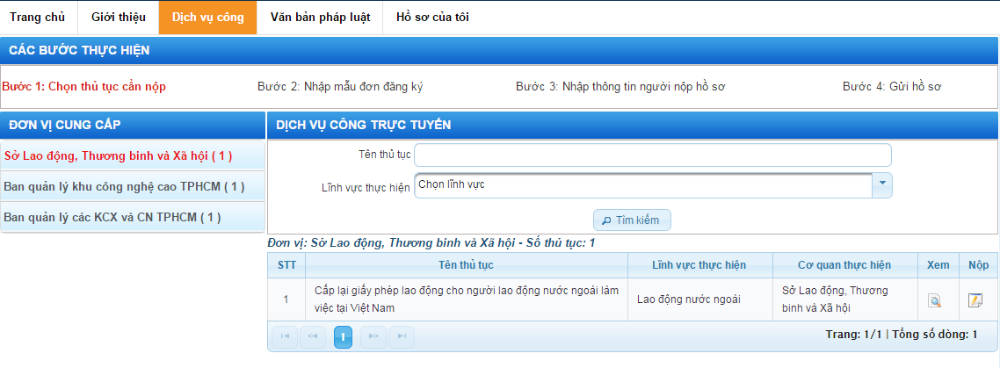 Trang chủ
Giới thiệu
Dịch vụ công
Văn bản pháp luật
Hồ sơ của tôi
CÁC BƯỚC THỰC HIỆN
Bước 1: Chọn thủ tục cần nộp
Bước 2: Nhập mẫu đơn đăng ký
Bước 3: Nhập thông tin người nộp hồ sơ
Bước 4: Gửi hồ sơ
ĐƠN VỊ CUNG CẤP
Sở Lao động, Thương binh và Xã hội ( 1 )
Ban quản lý khu công nghệ cao TPHCM ( 1 )
Ban quản lý các KCX và CN TPHCM ( 1 )
DỊCH VỤ CÔNG TRỰC TUYẾN
Tên thủ tục
Lĩnh vực thực hiện
Chọn lĩnh vực
Tìm kiếm
Đơn vị: Sở Lao động, Thương binh và Xã hội - Số thủ tục: 1
STT
Tên thủ tục
Lĩnh vực thực hiện
Cơ quan thực hiện
Xem
Nộp
1
Cấp lại giấy phép lao động cho người lao động nước ngoài làm
việc tại Việt Nam
Lao động nước ngoài
Sở Lao động, Thương
binh và Xã hội
1
Trang: 1/1 | Tổng số dòng: 1